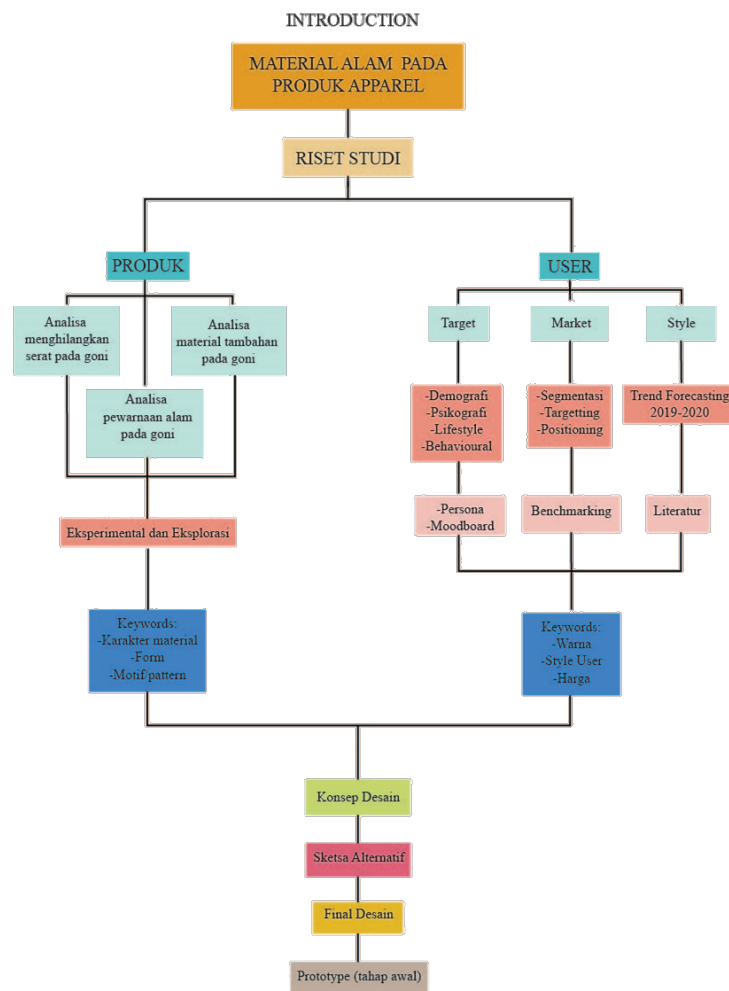 INTRODUCTION
MATERIAL ALAM PADA
PRODUK APPAREL
RISET STUDI
PRODUK
USER
Analisa
menghilangkan
serat pada goni
Analisa
material tambahan
pada goni
Analisa
pewarnaan alam
pada goni
Target
Market
Style
-Demografi
-Psikografi
-Lifestyle
-Behavioural
-Segmentasi
-Targetting
-Positioning
Trend Forecasting
2019-2020
-Persona
-Moodboard
Benchmarking
Literatur
Eksperimental dan Eksplorasi
Keywords:
-Karakter material
-Form
-Motif/pattern
Keywords:
-Warna
-Style User
-Harga
Konsep Desain
Sketsa Alternatif
Final Desain
Prototype (tahap awal)